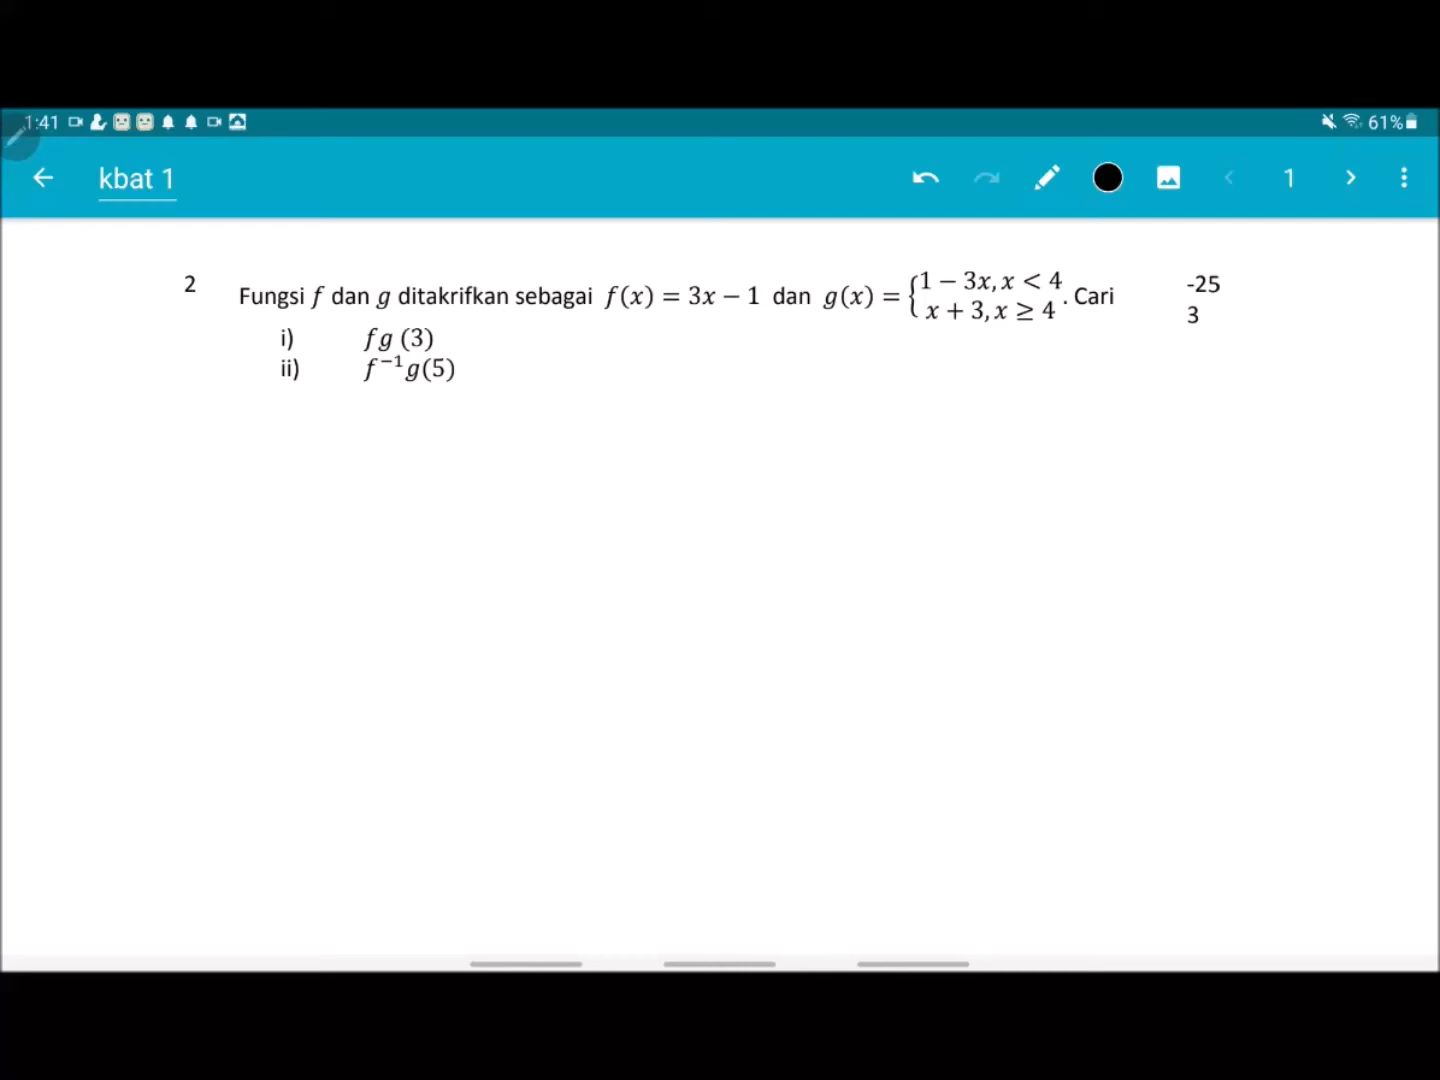 1:41 61%
kbat 1 1
2 Fungsi f dan g ditakrifkan sebagai f(x) = 3x − 1 dan g(x) = {1 − 3x, x < 4 -25
x + 3, x ≥ 4 . Cari 3
i) fg (3)
ii) f⁻¹g(5)